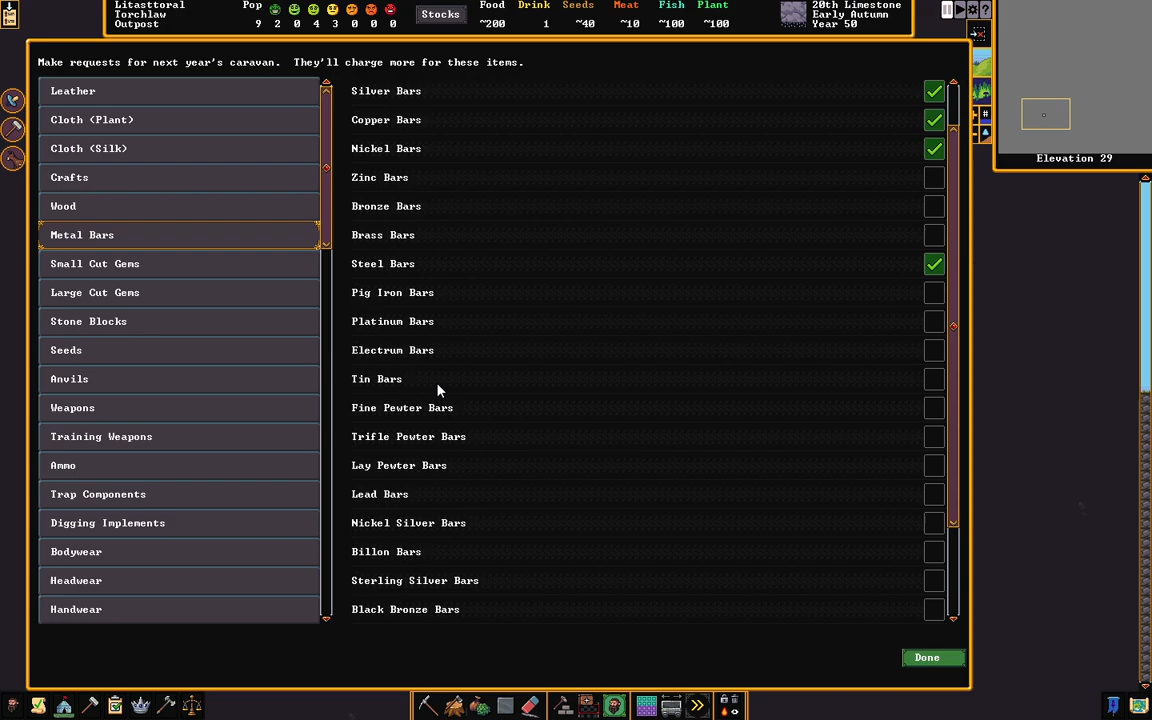 Litasttoral
Torchlaw
Outpost
Pop
9 2 0 4 3 0 0 0
Stocks
Food Drink Seeds Meat Fish Plant
~200 1 ~40 ~10 ~100 ~100
20th Limestone
Early Autumn
Year 50
Make requests for next year's caravan. They'll charge more for these items.
Leather
Cloth (Plant)
Cloth (Silk)
Crafts
Wood
Metal Bars
Small Cut Gems
Large Cut Gems
Stone Blocks
Seeds
Anvils
Weapons
Training Weapons
Ammo
Trap Components
Digging Implements
Bodywear
Headwear
Handwear
Silver Bars
Copper Bars
Nickel Bars
Zinc Bars
Bronze Bars
Brass Bars
Steel Bars
Pig Iron Bars
Platinum Bars
Electrum Bars
Tin Bars
Fine Pewter Bars
Trifle Pewter Bars
Lay Pewter Bars
Lead Bars
Nickel Silver Bars
Billon Bars
Sterling Silver Bars
Black Bronze Bars
Done
Elevation 29